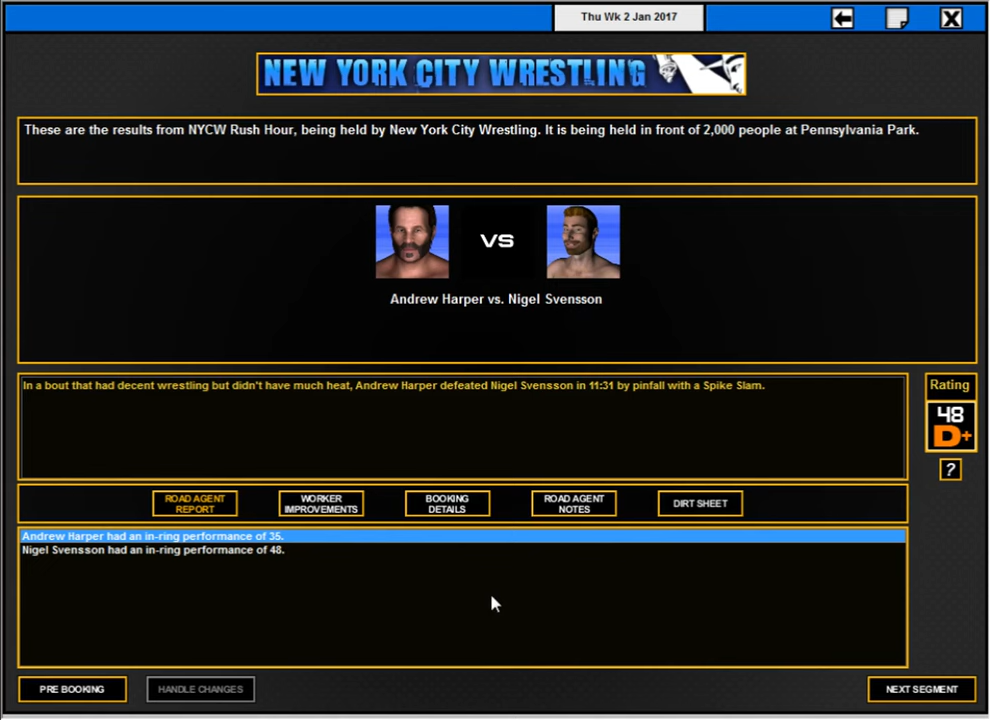 Thu Wk 2 Jan 2017
X
NEW YORK CITY WRESTLING
These are the results from NYCW Rush Hour, being held by New York City Wrestling. It is being held in front of 2,000 people at Pennsylvania Park.
VS
Andrew Harper vs. Nigel Svensson
In a bout that had decent wrestling but didn't have much heat, Andrew Harper defeated Nigel Svensson in 11:31 by pinfall with a Spike Slam.
Rating
48
D+
?
ROAD AGENT
REPORT
WORKER
IMPROVEMENTS
BOOKING
DETAILS
ROAD AGENT
NOTES
DIRT SHEET
Andrew Harper had an in-ring performance of 35.
Nigel Svensson had an in-ring performance of 48.
PRE BOOKING
HANDLE CHANGES
NEXT SEGMENT